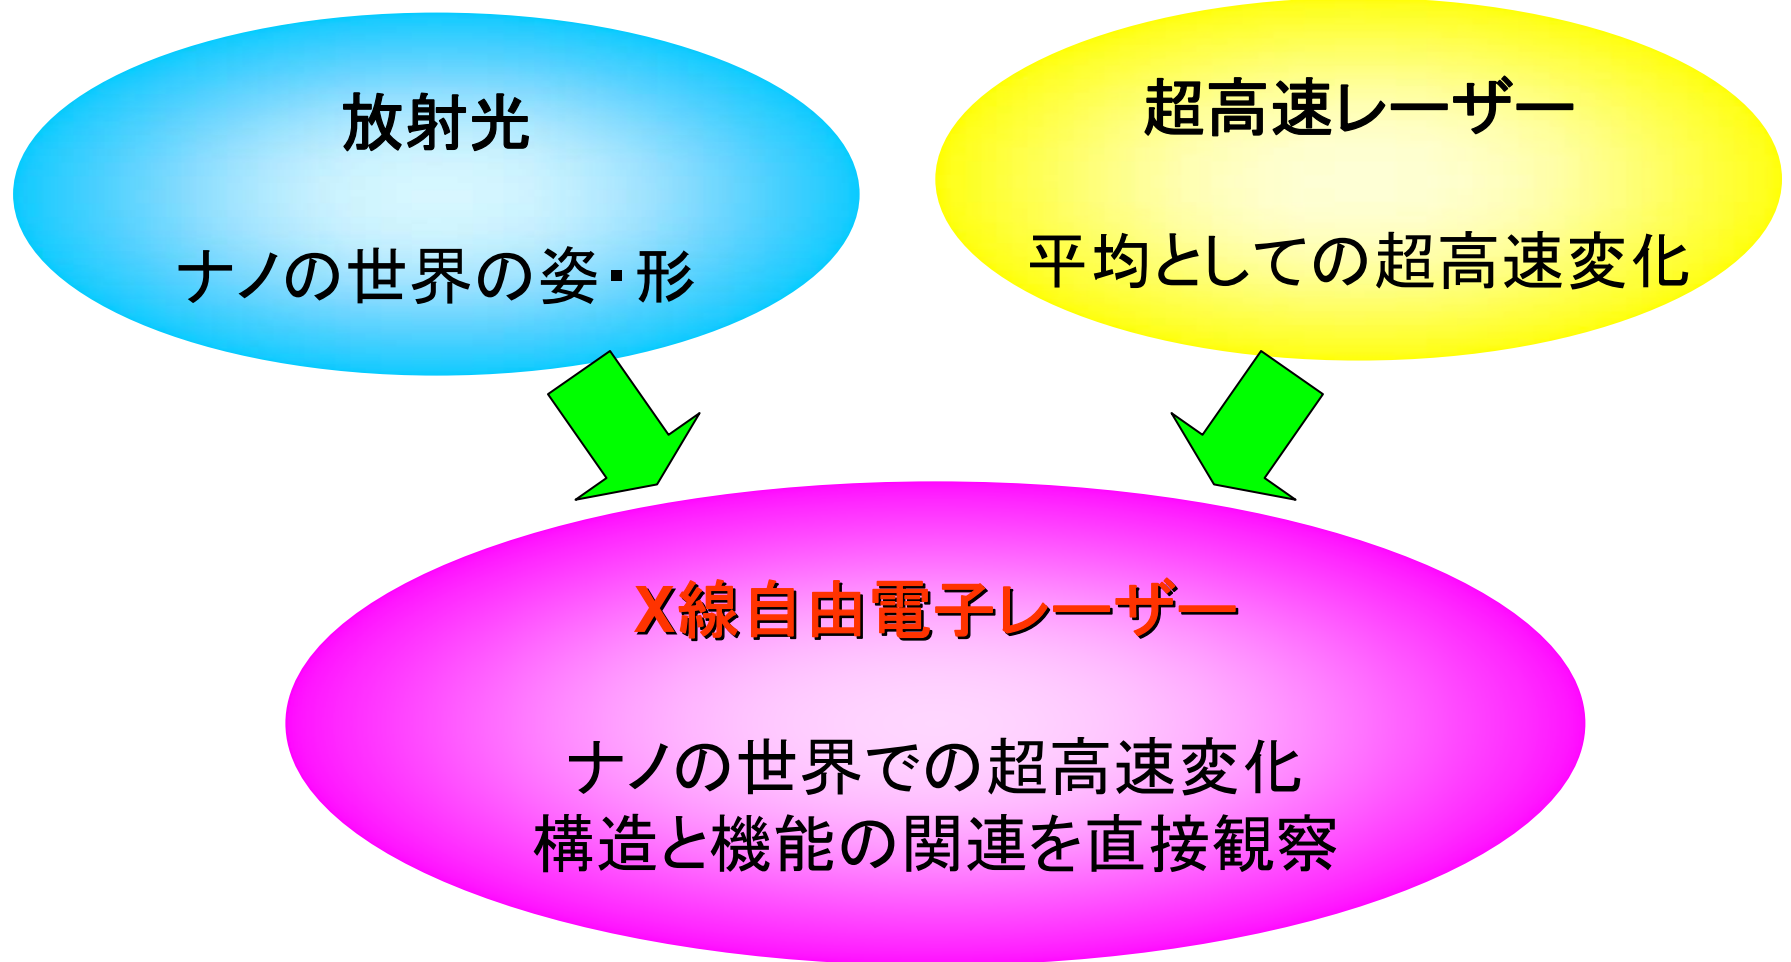 放射光
ナノの世界の姿・形
超高速レーザー
平均としての超高速変化
X線自由電子レーザー
ナノの世界での超高速変化
構造と機能の関連を直接観察